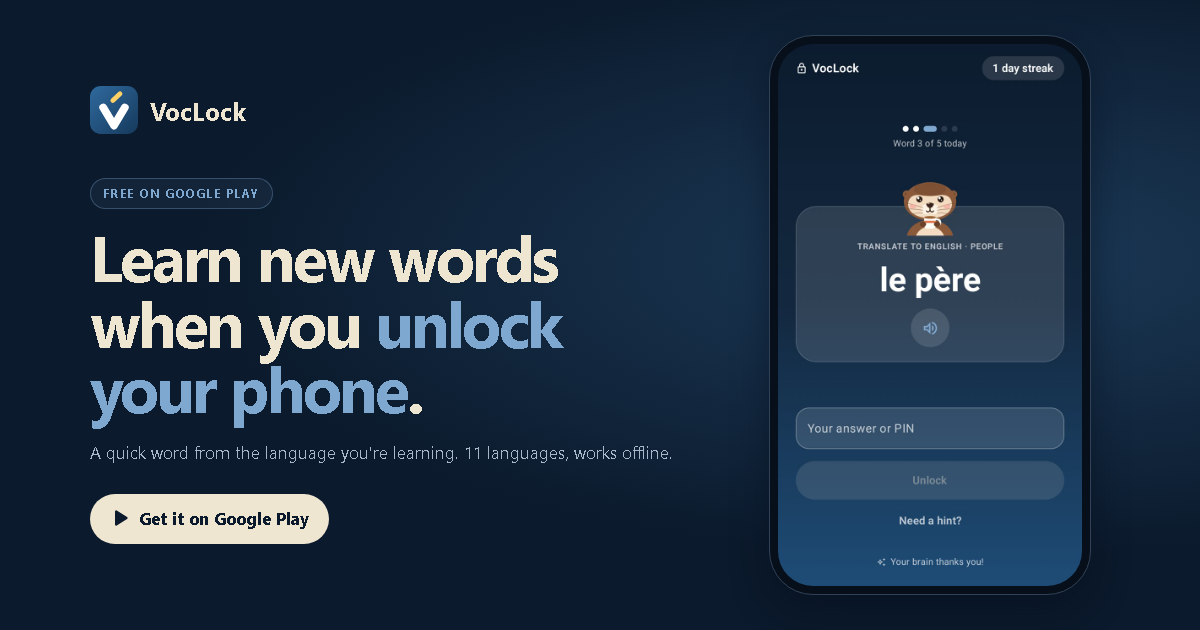 VocLock
FREE ON GOOGLE PLAY
Learn new words
when you unlock
your phone.
A quick word from the language you're learning. 11 languages, works offline.
Get it on Google Play
VocLock
1 day streak
Word 3 of 5 today
TRANSLATE TO ENGLISH · PEOPLE
le père
Your answer or PIN
Unlock
Need a hint?
Your brain thanks you!